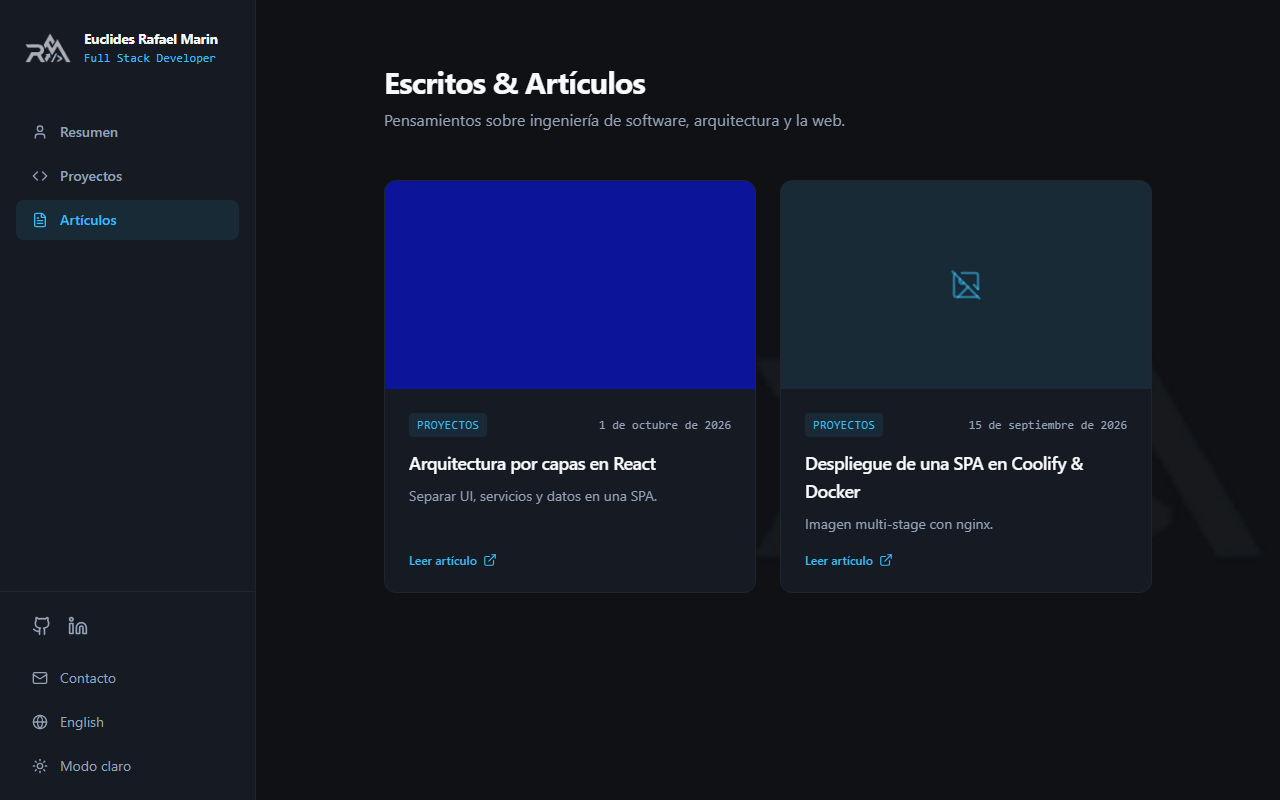 Euclides Rafael Marin
Full Stack Developer
Resumen
Proyectos
Artículos
Contacto
English
Modo claro
Escritos & Artículos
Pensamientos sobre ingeniería de software, arquitectura y la web.
PROYECTOS
1 de octubre de 2026
Arquitectura por capas en React
Separar UI, servicios y datos en una SPA.
Leer artículo
PROYECTOS
15 de septiembre de 2026
Despliegue de una SPA en Coolify &
Docker
Imagen multi-stage con nginx.
Leer artículo